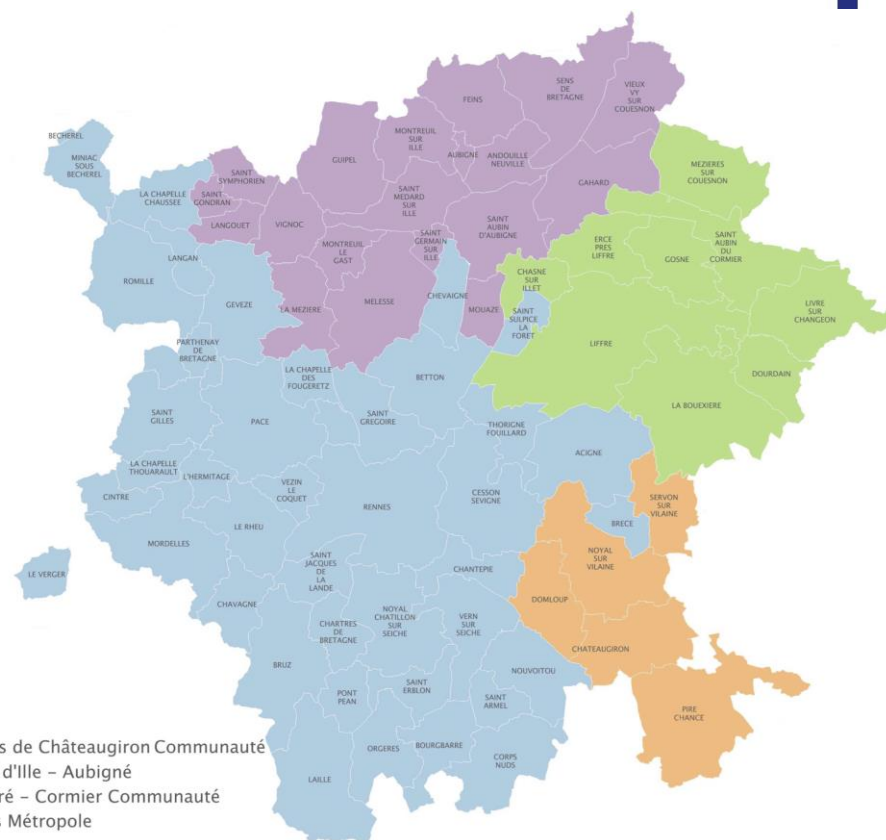 SENS
DE
BRETAGNE
VIEUX
VY
SUR
COUESNON
FEINS
BECHEREL
MONTREUIL
SUR
ILLE
AUBIGNE
ANDOUILLE
NEUVILLE
GUIPEL
MINIAC
SOUS
BECHEREL
MEZIERES
SUR
COUESNON
SAINT
SYMPHORIEN
GAHARD
LA CHAPELLE
CHAUSSEE
SAINT
GONDRAN
SAINT
MEDARD
SUR
ILLE
LANGOUET
VIGNOC
SAINT
AUBIN
D'AUBIGNE
SAINT
GERMAIN
SUR
ILLE
MONTREUIL
LE
GAST
ERCE
PRES
LIFFRE
SAINT
AUBIN
DU
CORMIER
GOSNE
LANGAN
ROMILLE
CHASNE
SUR
ILLET
GEVEZE
CHEVAIGNE
MELESSE
LA MEZIERE
MOUAZE
SAINT
SULPICE
LA
FORET
LIVRE
SUR
CHANGEON
PARTHENAY
DE
BRETAGNE
LIFFRE
LA CHAPELLE
DES
FOUGERETZ
BETTON
DOURDAIN
LA BOUEXIERE
SAINT
GILLES
PACE
SAINT
GREGOIRE
THORIGNE
FOUILLARD
ACIGNE
LA CHAPELLE
THOUARAULT
L'HERMITAGE
VEZIN
LE
COQUET
CINTRE
CESSON
SEVIGNE
SERVON
SUR
VILAINE
RENNES
LE RHEU
BRECE
MORDELLES
SAINT
JACQUES
DE
LA
LANDE
NOYAL
SUR
VILAINE
CHANTEPIE
LE VERGER
CHAVAGNE
DOMLOUP
NOYAL
CHATILLON
SUR
SEICHE
VERN
SUR
SEICHE
CHARTRES
DE
BRETAGNE
CHATEAUGIRON
BRUZ
NOUVOITOU
SAINT
ERBLON
PONT
PEAN
SAINT
ARMEL
PIRE
CHANCE
ORGERES
BOURGBARRE
CORPS
NUDS
LAILLE
de Châteaugiron Communauté
d'Ille – Aubigné
– Cormier Communauté
Métropole